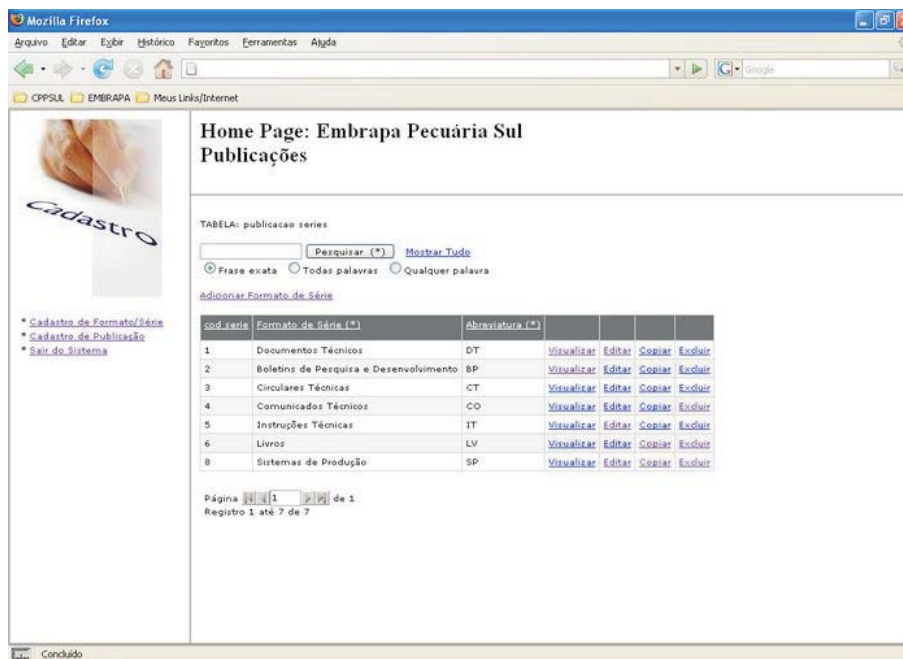 Mozilla Firefox
Arquivo Editar Exibir Histórico Favoritos Ferramentas Ajuda
Google
CPPSUL EMBRAPA Meus Links/Internet
Cadastro
* Cadastro de Formato/Série
* Cadastro de Publicação
* Sair do Sistema
Home Page: Embrapa Pecuária Sul
Publicações
TABELA: publicacao series
Pesquisar (*) Mostrar Tudo
Frase exata Todas palavras Qualquer palavra
Adicionar Formato de Série
cod serie Formato de Série (*) Abreviatura (*)
1 Documentos Técnicos DT Visualizar Editar Copiar Excluir
2 Boletins de Pesquisa e Desenvolvimento BP Visualizar Editar Copiar Excluir
3 Circulares Técnicas CT Visualizar Editar Copiar Excluir
4 Comunicados Técnicos CO Visualizar Editar Copiar Excluir
5 Instruções Técnicas IT Visualizar Editar Copiar Excluir
6 Livros LV Visualizar Editar Copiar Excluir
8 Sistemas de Produção SP Visualizar Editar Copiar Excluir
Página 1 de 1
Registro 1 até 7 de 7
Concluído